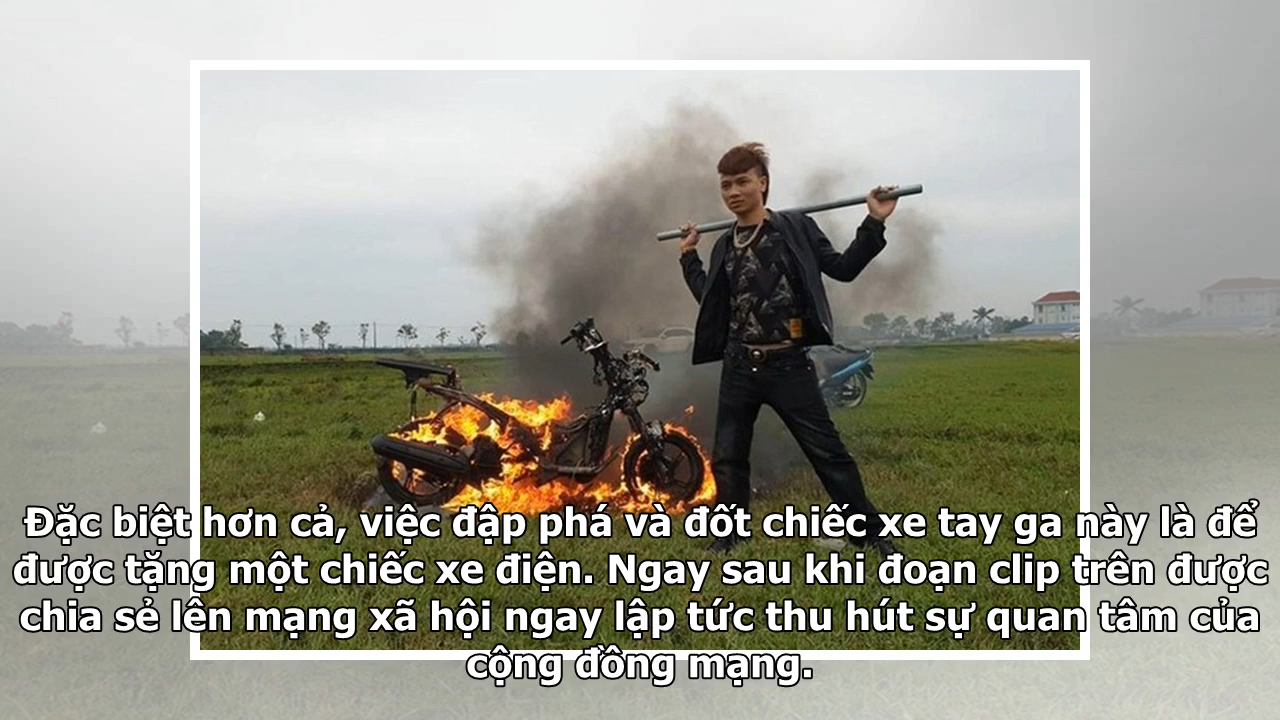 Đặc biệt hơn cả, việc đập phá và đốt chiếc xe tay ga này là để
được tặng một chiếc xe điện. Ngay sau khi đoạn clip trên được
chia sẻ lên mạng xã hội ngay lập tức thu hút sự quan tâm của
cộng đồng mạng.